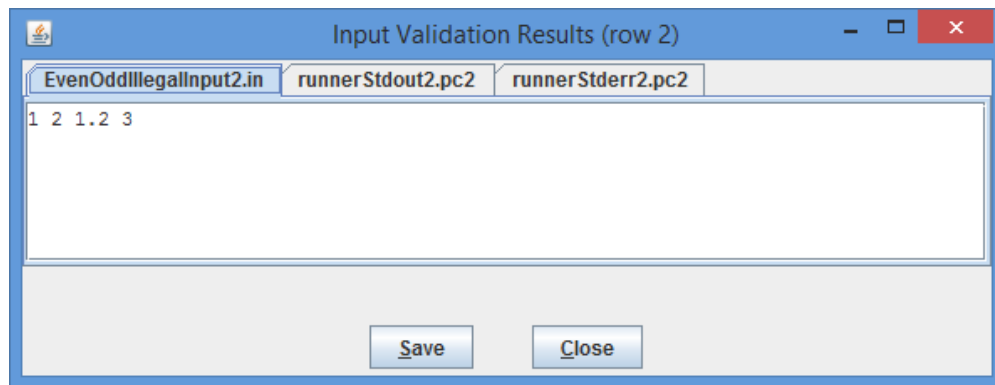 Input Validation Results (row 2)
EvenOddIllegalInput2.in runnerStdout2.pc2 runnerStderr2.pc2
1 2 1.2 3
Save Close